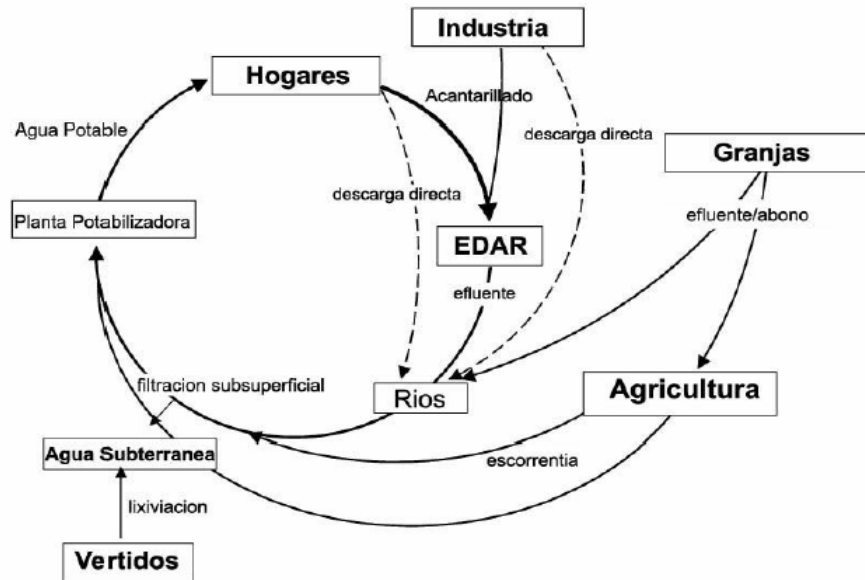 Industria
Hogares
Acantarillado
Agua Potable
descarga directa
Granjas
descarga directa
Planta Potabilizadora
efluente/abono
EDAR
efluente
filtracion subsuperficial
Rios
Agricultura
Agua Subterranea
escorrentia
lixiviacion
Vertidos